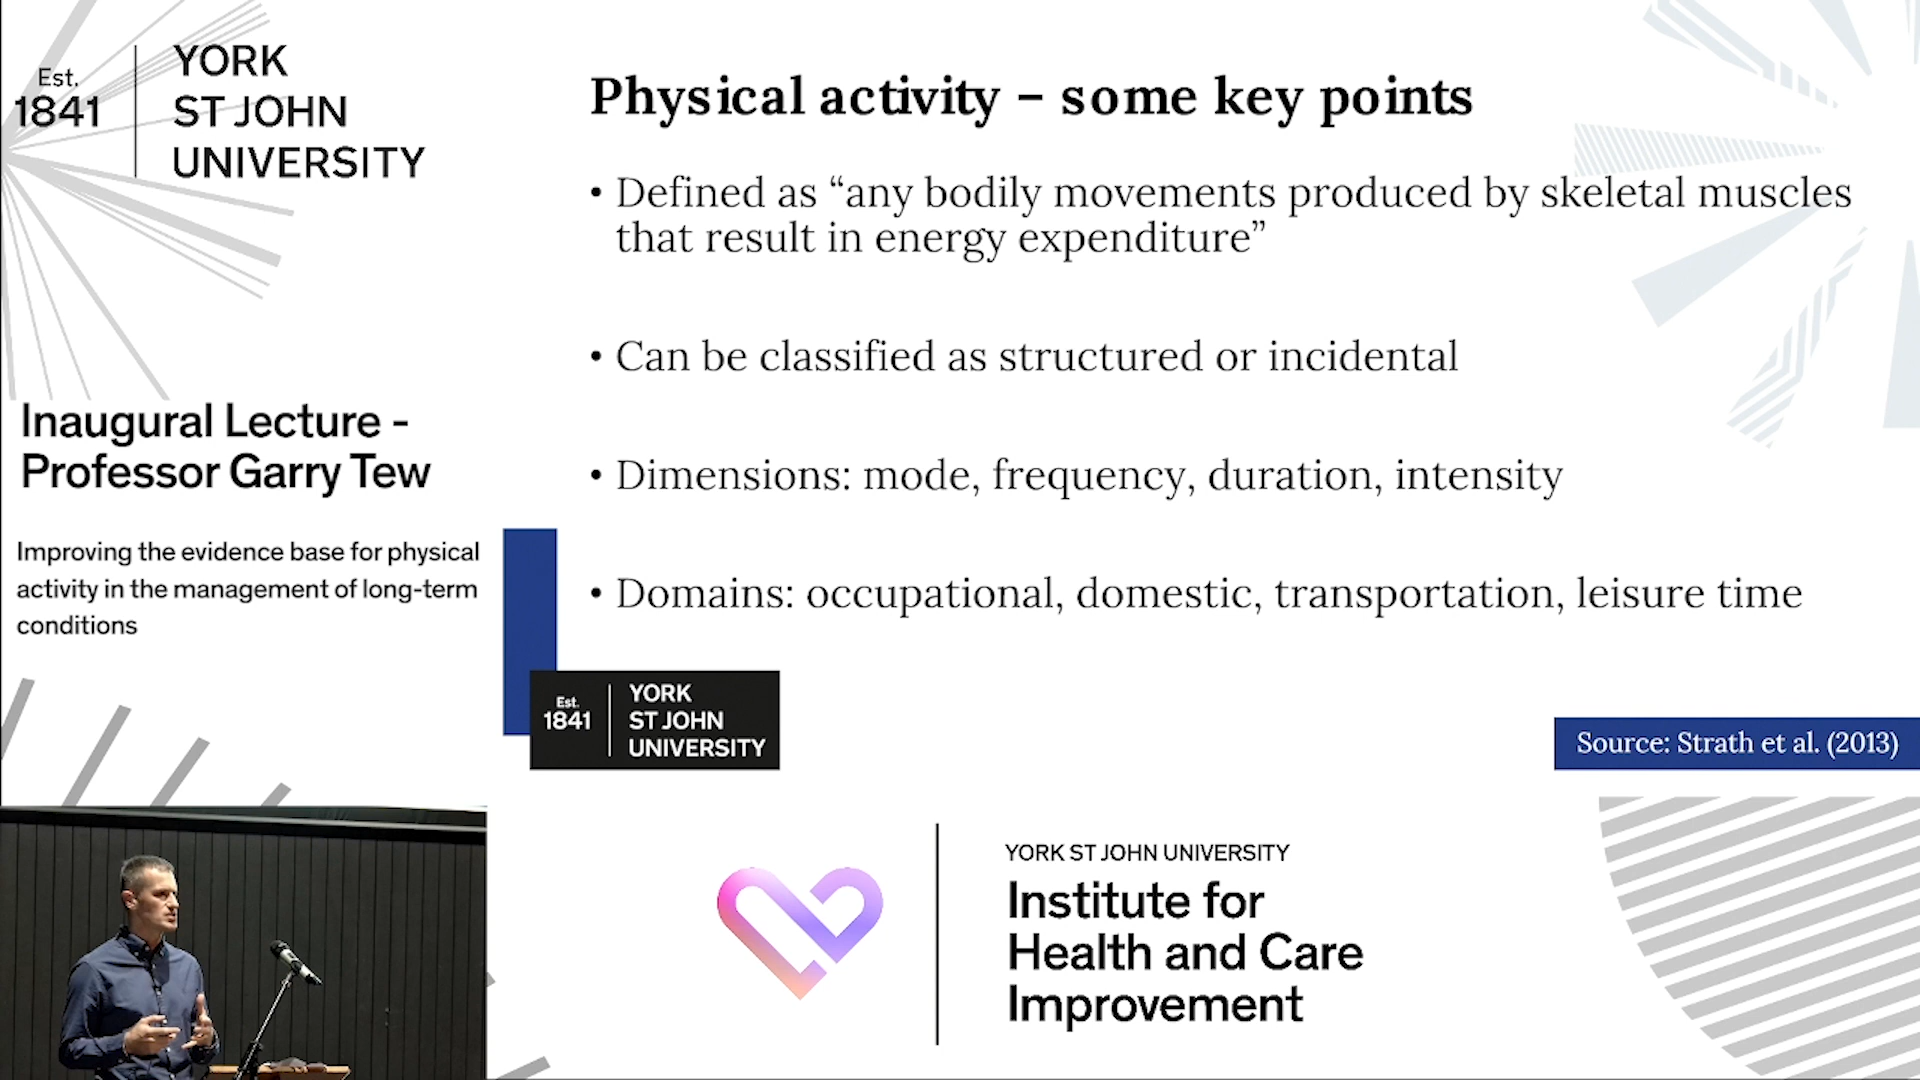 Est.
1841
YORK
ST JOHN
UNIVERSITY
Inaugural Lecture -
Professor Garry Tew
Improving the evidence base for physical
activity in the management of long-term
conditions
Physical activity – some key points
• Defined as “any bodily movements produced by skeletal muscles
that result in energy expenditure”
• Can be classified as structured or incidental
• Dimensions: mode, frequency, duration, intensity
• Domains: occupational, domestic, transportation, leisure time
Est.
1841
YORK
ST JOHN
UNIVERSITY
Source: Strath et al. (2013)
YORK ST JOHN UNIVERSITY
Institute for
Health and Care
Improvement